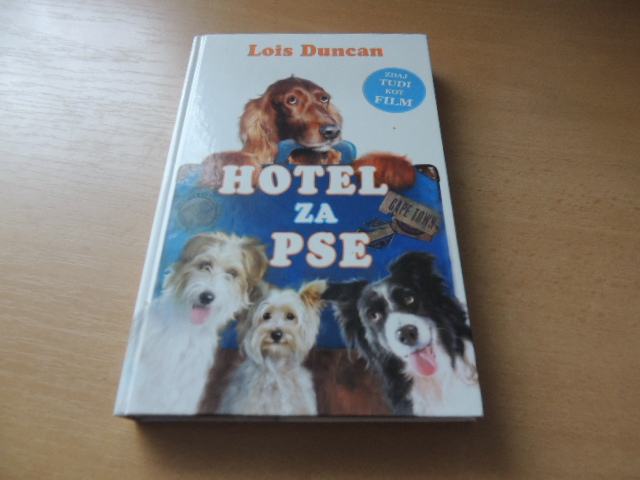 Lois Duncan
ZDAJ
TUDI
KOT
FILM
HOTEL
ZA
PSE
CAPE TOWN